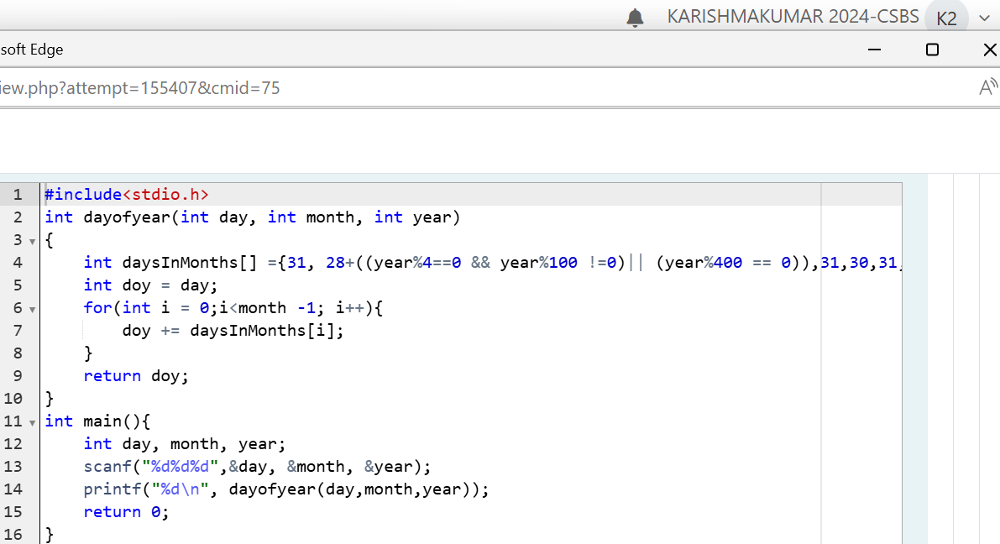 KARISHMAKUMAR 2024-CSBS K2
soft Edge
iew.php?attempt=155407&cmid=75
1 #include<stdio.h>
2 int dayofyear(int day, int month, int year)
3 {
4 int daysInMonths[] ={31, 28+((year%4==0 && year%100 !=0)|| (year%400 == 0)),31,30,31,
5 int doy = day;
6 for(int i = 0;i<month -1; i++){
7 doy += daysInMonths[i];
8 }
9 return doy;
10 }
11 int main(){
12 int day, month, year;
13 scanf("%d%d%d",&day, &month, &year);
14 printf("%d\n", dayofyear(day,month,year));
15 return 0;
16 }